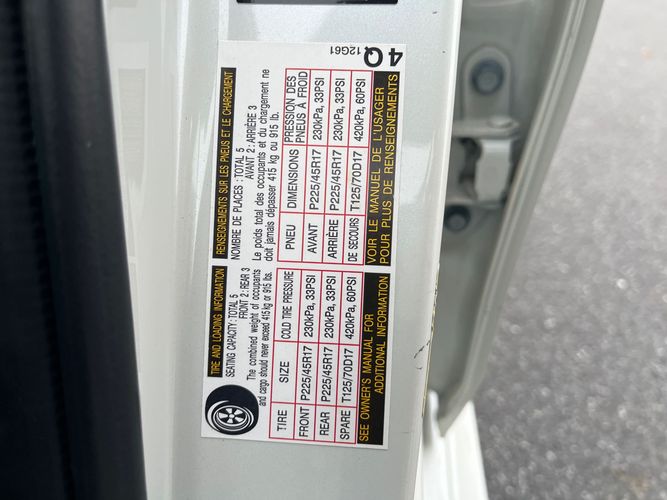 TIRE AND LOADING INFORMATION
SEATING CAPACITY: TOTAL 5
FRONT 2 : REAR 3
The combined weight of occupants
and cargo should never exceed 415 kg or 915 lbs.
TIRE SIZE COLD TIRE PRESSURE
FRONT P225/45R17 230kPa, 33PSI
REAR P225/45R17 230kPa, 33PSI
SPARE T125/70D17 420kPa, 60PSI
SEE OWNER'S MANUAL FOR
ADDITIONAL INFORMATION
RENSEIGNEMENTS SUR LES PNEUS ET LE CHARGEMENT
NOMBRE DE PLACES : TOTAL 5
AVANT 2 : ARRIÈRE 3
Le poids total des occupants et du chargement ne
doit jamais dépasser 415 kg ou 915 lb.
PNEU DIMENSIONS PRESSION DES
PNEUS À FROID
AVANT P225/45R17 230kPa, 33PSI
ARRIÈRE P225/45R17 230kPa, 33PSI
DE SECOURS T125/70D17 420kPa, 60PSI
VOIR LE MANUEL DE L'USAGER
POUR PLUS DE RENSEIGNEMENTS
4Q
12G61